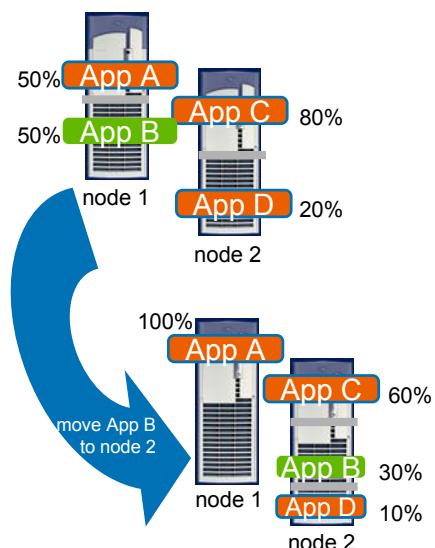 50% App A
App C 80%
50% App B
node 1
App D 20%
node 2
100%
App A
App C 60%
move App B
to node 2
App B 30%
node 1
App D 10%
node 2